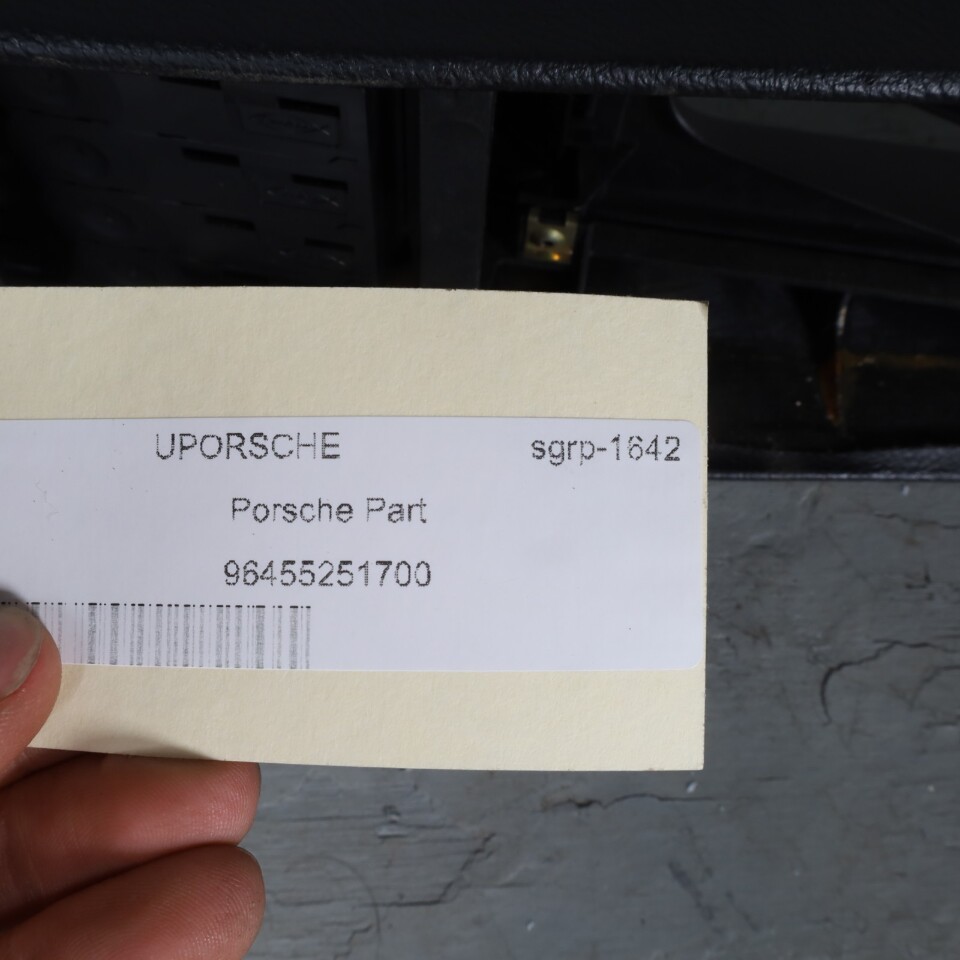 UPORSCHE sgrp-1642
Porsche Part
96455251700